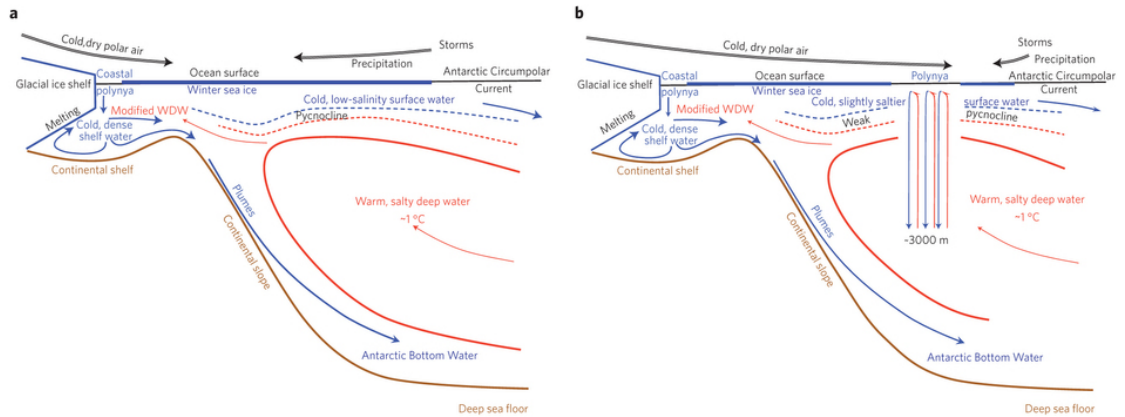 a
Cold,dry polar air
Storms
Precipitation
Glacial ice shelf
Coastal
polynya
Ocean surface
Winter sea ice
Antarctic Circumpolar
Current
Melting
Modified WDW
Cold, low-salinity surface water
Pycnocline
Cold, dense
shelf water
Continental shelf
Plumes
Continental slope
Warm, salty deep water
~1 °C
Antarctic Bottom Water
Deep sea floor
b
Cold, dry polar air
Storms
Precipitation
Glacial ice shelf
Coastal
polynya
Ocean surface
Winter sea ice
Polynya
Antarctic Circumpolar
Current
Melting
Modified WDW
Cold, slightly saltier
surface water
Weak
pycnocline
Cold, dense
shelf water
Continental shelf
Plumes
Continental slope
Warm, salty deep water
~1 °C
~3000 m
Antarctic Bottom Water
Deep sea floor